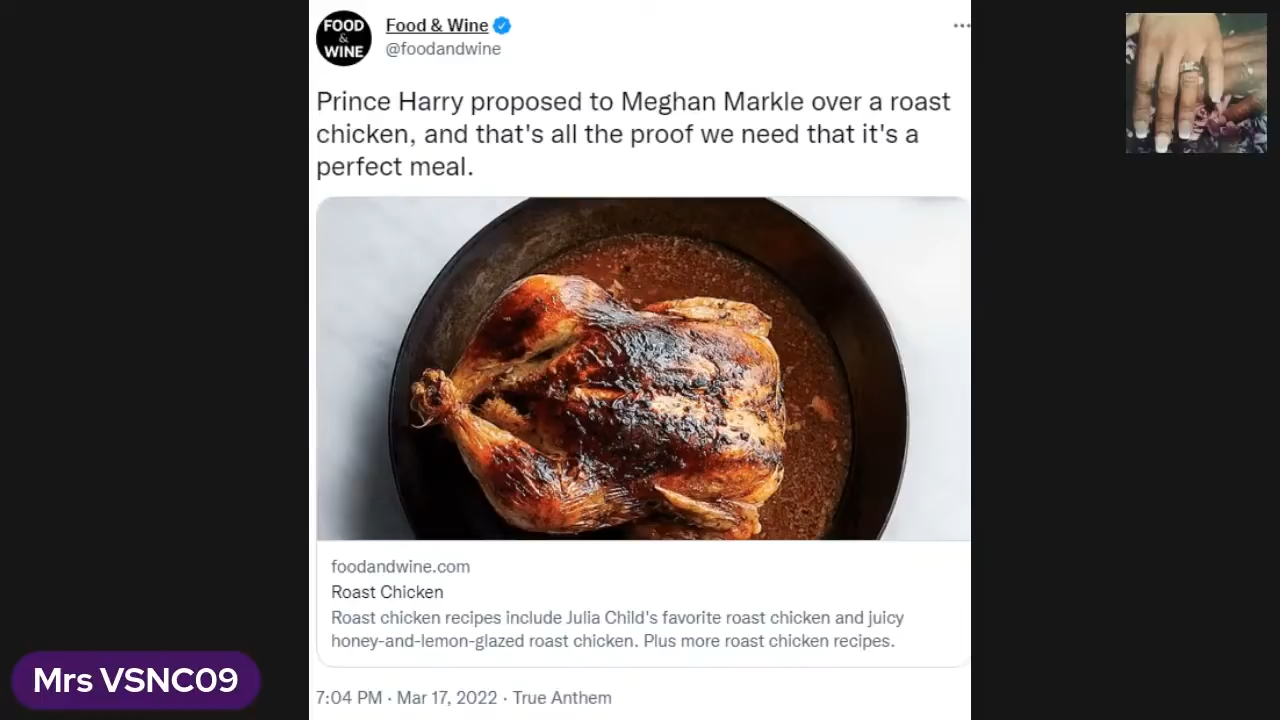 FOOD
&
WINE
Food & Wine
@foodandwine
Prince Harry proposed to Meghan Markle over a roast
chicken, and that's all the proof we need that it's a
perfect meal.
foodandwine.com
Roast Chicken
Roast chicken recipes include Julia Child's favorite roast chicken and juicy
honey-and-lemon-glazed roast chicken. Plus more roast chicken recipes.
Mrs VSNC09
7:04 PM · Mar 17, 2022 · True Anthem